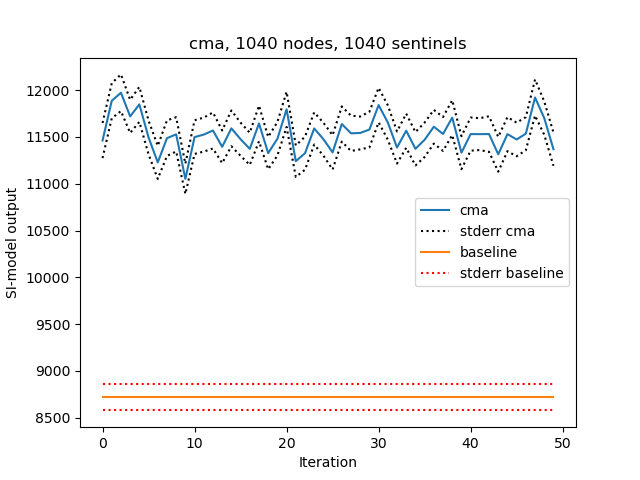 cma, 1040 nodes, 1040 sentinels
SI-model output
12000
11500
11000
10500
10000
9500
9000
8500
cma
stderr cma
baseline
stderr baseline
0 10 20 30 40 50
Iteration